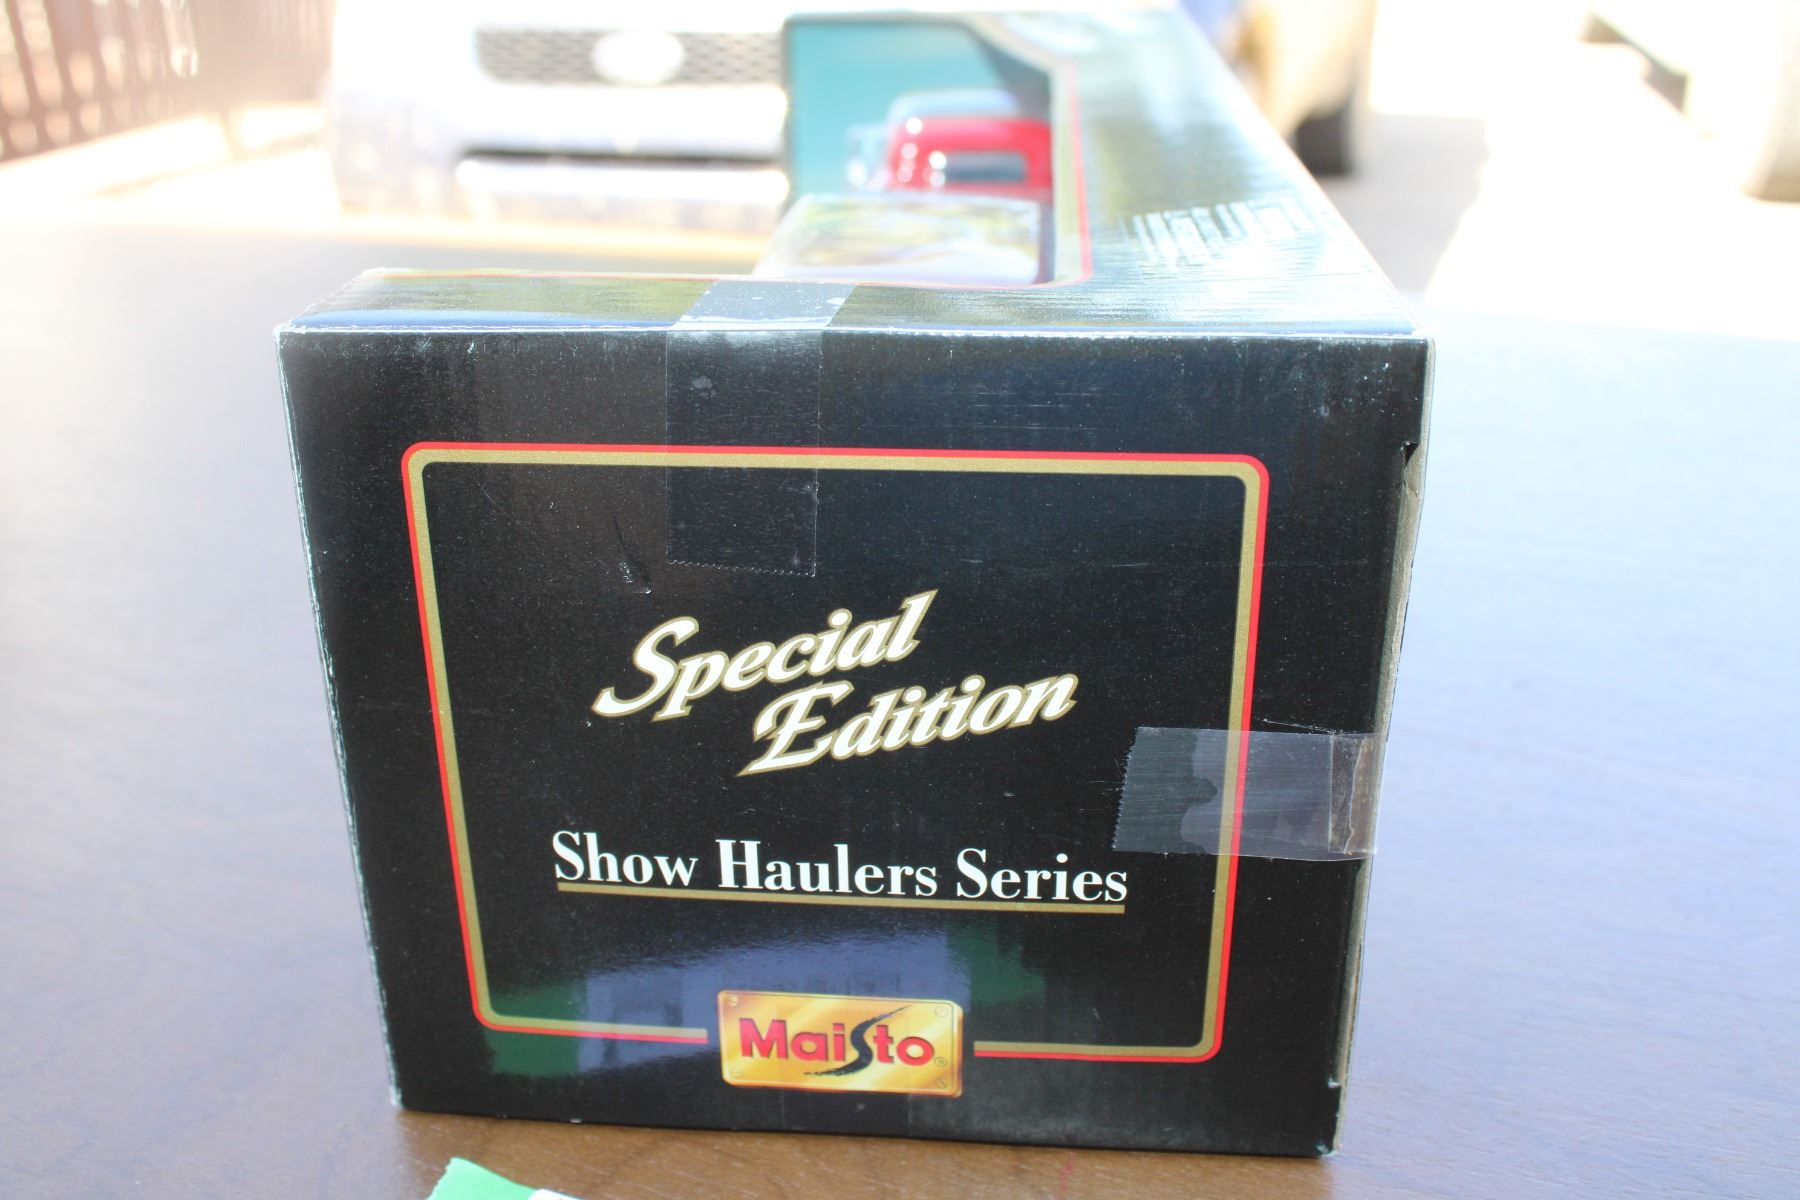 Special
Edition
Show Haulers Series
Maisto®